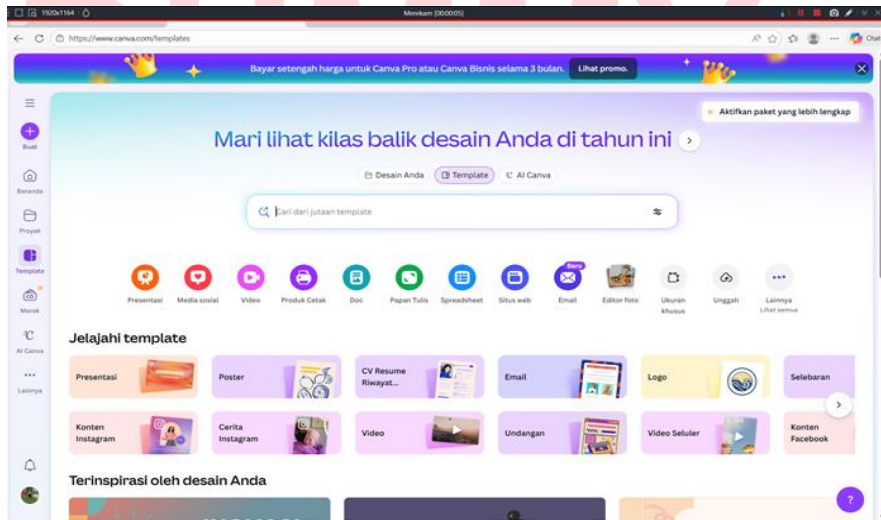 1920x1164
Merekam [00:00:05]
https://www.canva.com/templates
Chat
Bayar setengah harga untuk Canva Pro atau Canva Bisnis selama 3 bulan.
Lihat promo.
Aktifkan paket yang lebih lengkap
Mari lihat kilas balik desain Anda di tahun ini
Desain Anda
Template
AI Canva
Cari dari jutaan template
Buat
Beranda
Proyek
Template
Merek
AI Canva
Lainnya
Baru
Presentasi
Media sosial
Video
Produk Cetak
Doc
Papan Tulis
Spreadsheet
Situs web
Email
Editor foto
Ukuran
khusus
Unggah
Lainnya
Lihat semua
Jelajahi template
Presentasi
Poster
CV Resume
Riwayat...
Email
Logo
Selebaran
Konten
Instagram
Cerita
Instagram
Video
Undangan
Video Seluler
Konten
Facebook
Terinspirasi oleh desain Anda
?